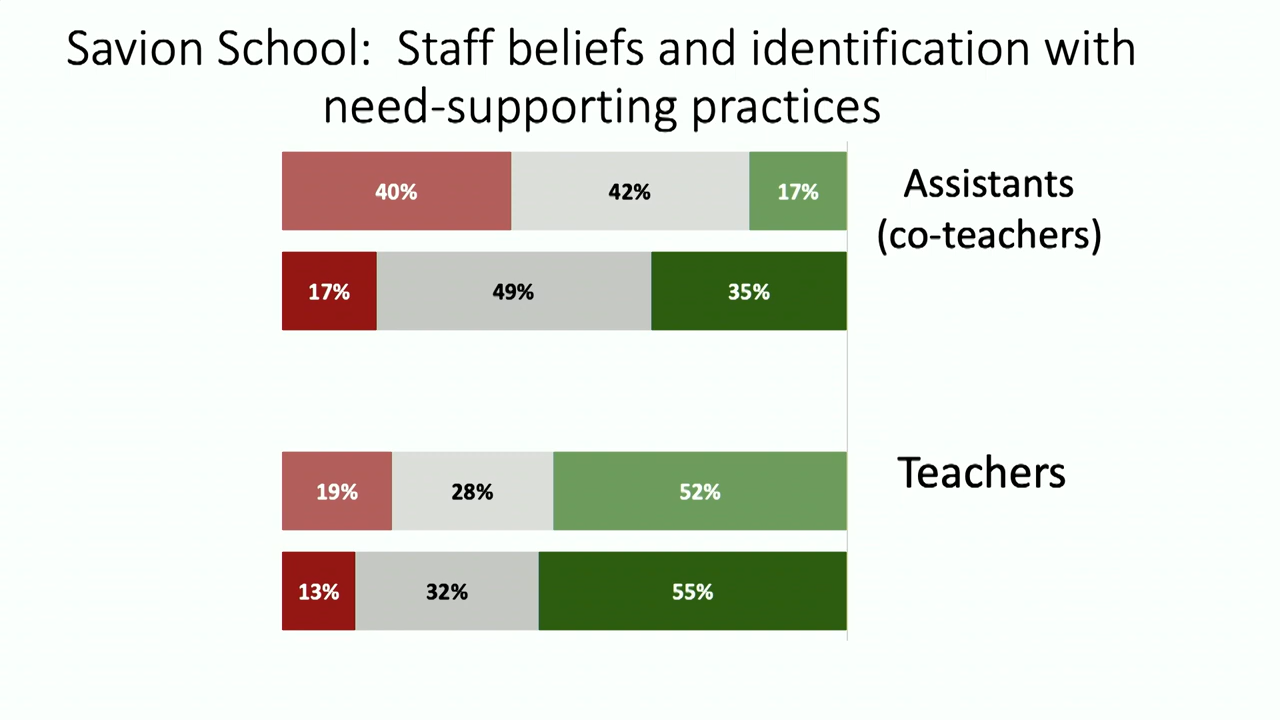 Savion School:  Staff beliefs and identification with
need-supporting practices
40% 42% 17%
Assistants
(co-teachers)
17% 49% 35%
19% 28% 52%
Teachers
13% 32% 55%